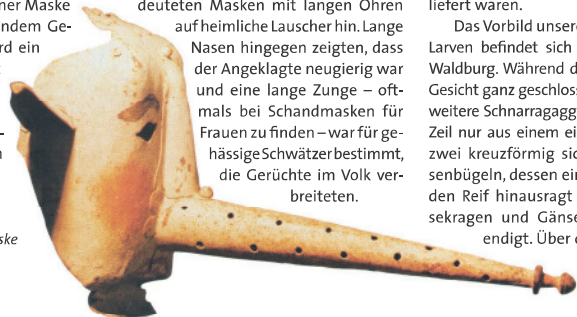 ner Maske
ndem Ge-
rd ein
-
n
ske
deuteten Masken mit langen Ohren
auf heimliche Lauscher hin. Lange
Nasen hingegen zeigten, dass
der Angeklagte neugierig war
und eine lange Zunge – oft-
mals bei Schandmasken für
Frauen zu finden – war für ge-
hässige Schwätzer bestimmt,
die Gerüchte im Volk ver-
breiteten.
liefert waren.
Das Vorbild unsere
Larven befindet sich
Waldburg. Während d
Gesicht ganz geschloss
weitere Schnarragagg
Zeil nur aus einem ei
zwei kreuzförmig sic
senbügeln, dessen ein
den Reif hinausragt
sekragen und Gänse
endigt. Über d